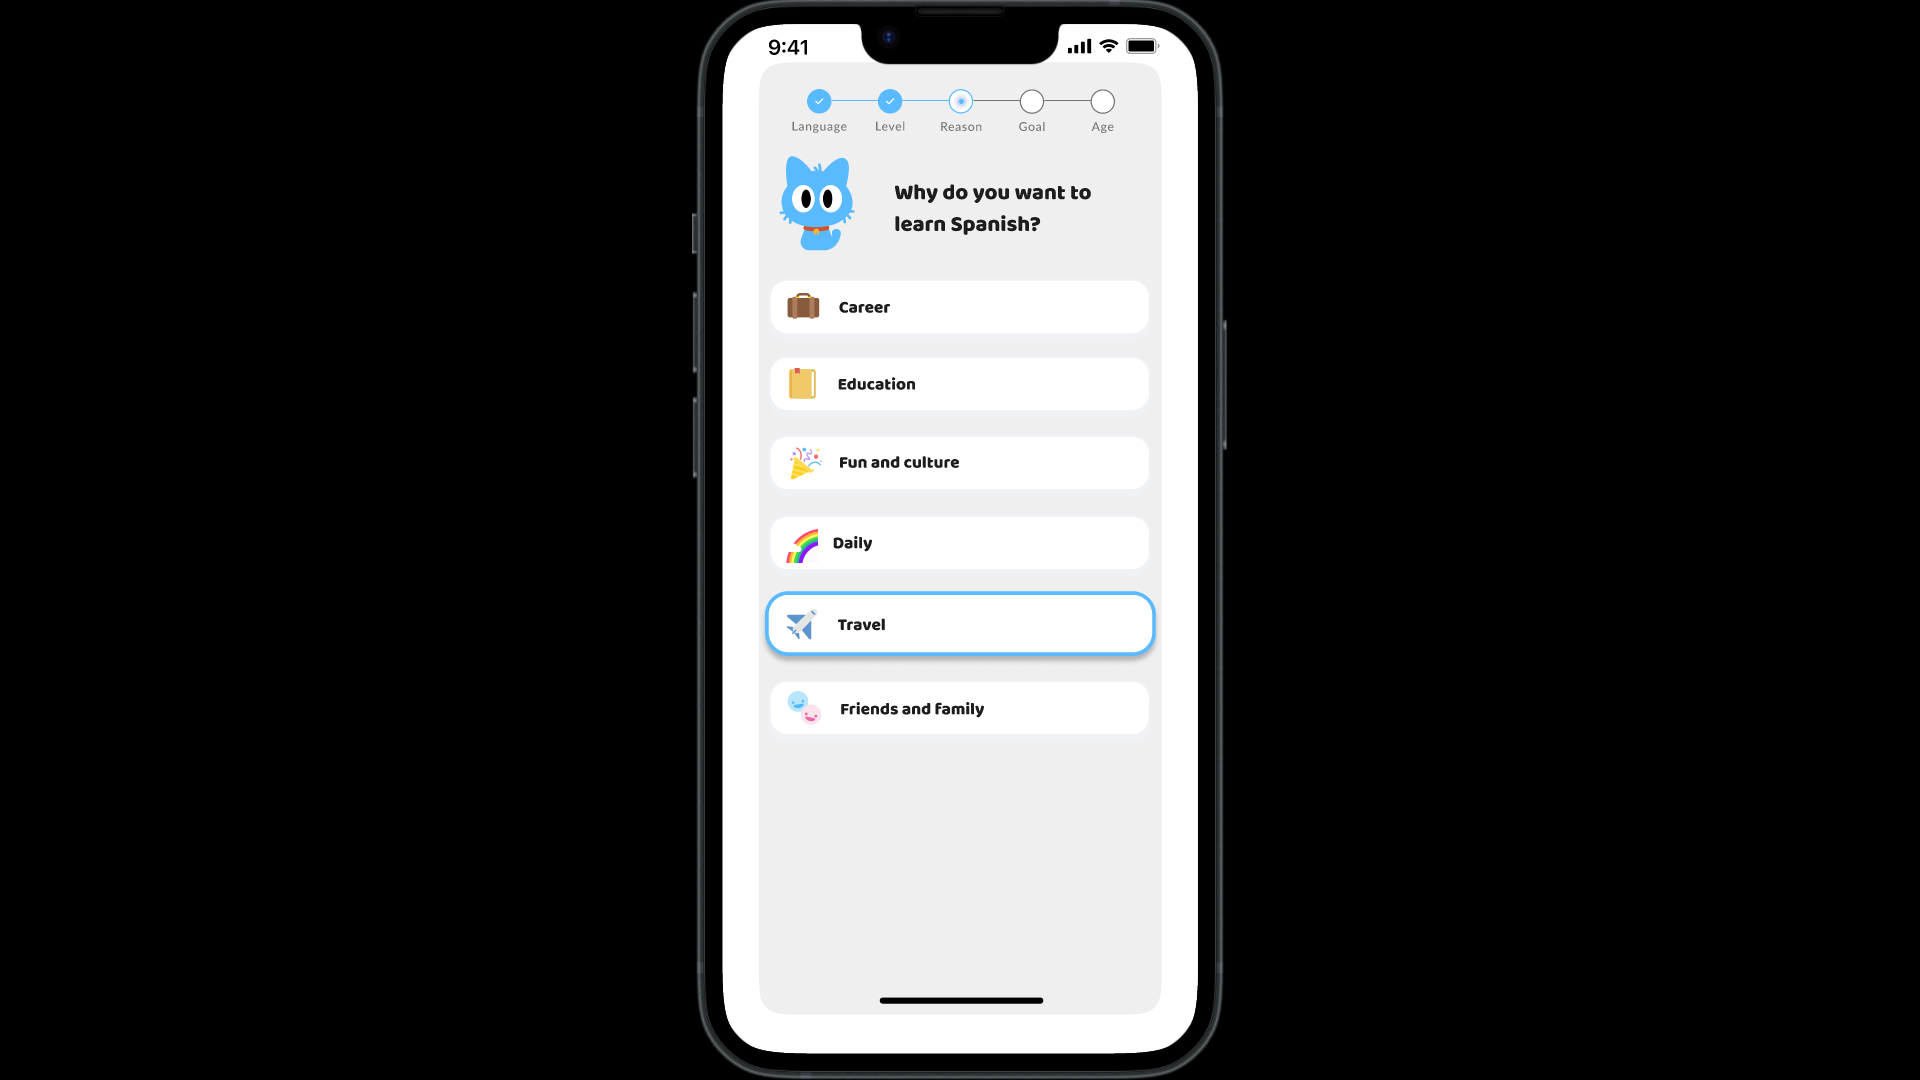 9:41
Language Level Reason Goal Age
Why do you want to
learn Spanish?
Career
Education
Fun and culture
Daily
Travel
Friends and family